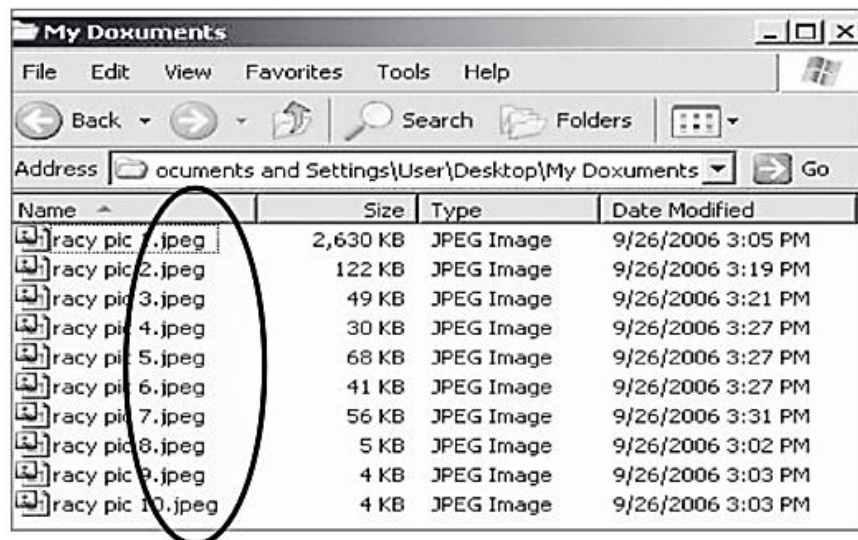 My Doxuments
File Edit View Favorites Tools Help
Back Search Folders
Address ocuments and Settings\User\Desktop\My Doxuments Go
Name Size Type Date Modified
racy pic 1.jpeg 2,630 KB JPEG Image 9/26/2006 3:05 PM
racy pic 2.jpeg 122 KB JPEG Image 9/26/2006 3:19 PM
racy pic 3.jpeg 49 KB JPEG Image 9/26/2006 3:21 PM
racy pic 4.jpeg 30 KB JPEG Image 9/26/2006 3:27 PM
racy pic 5.jpeg 68 KB JPEG Image 9/26/2006 3:27 PM
racy pic 6.jpeg 41 KB JPEG Image 9/26/2006 3:27 PM
racy pic 7.jpeg 56 KB JPEG Image 9/26/2006 3:31 PM
racy pic 8.jpeg 5 KB JPEG Image 9/26/2006 3:02 PM
racy pic 9.jpeg 4 KB JPEG Image 9/26/2006 3:03 PM
racy pic 10.jpeg 4 KB JPEG Image 9/26/2006 3:03 PM